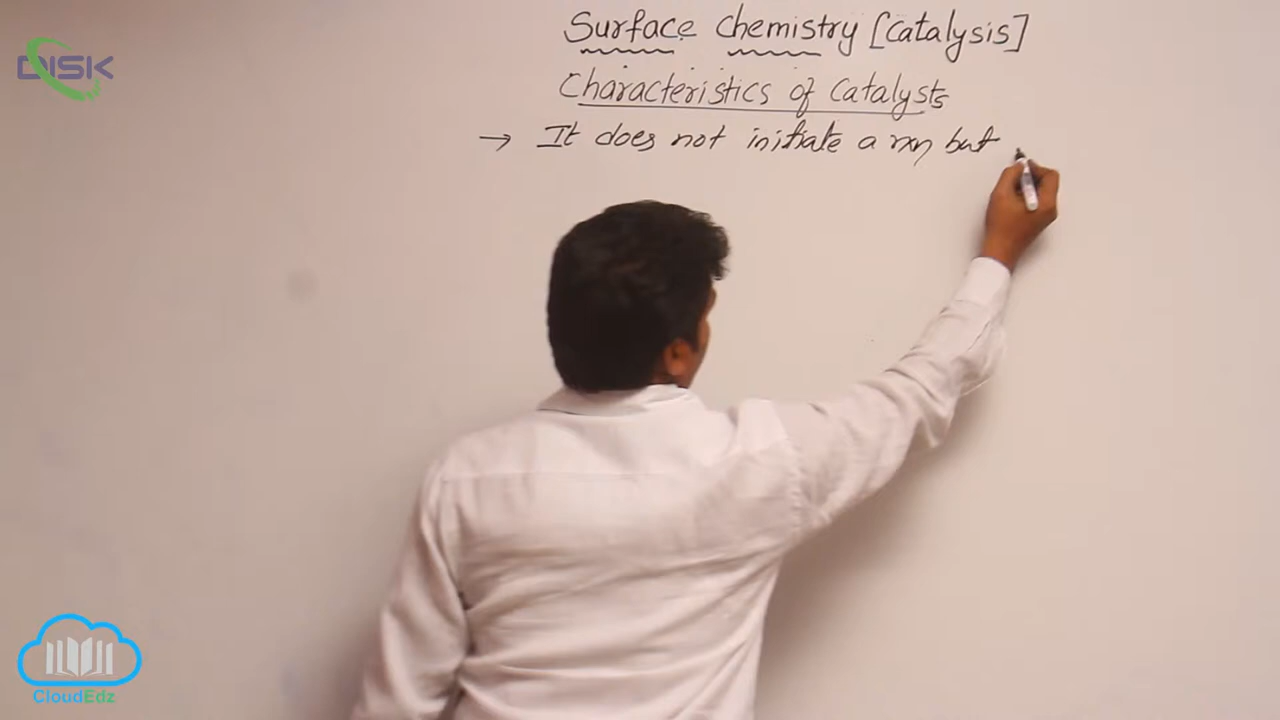 DISK
Surface Chemistry [Catalysis]
Characteristics of Catalysts
→ It does not initiate a rxn but
CloudEdz